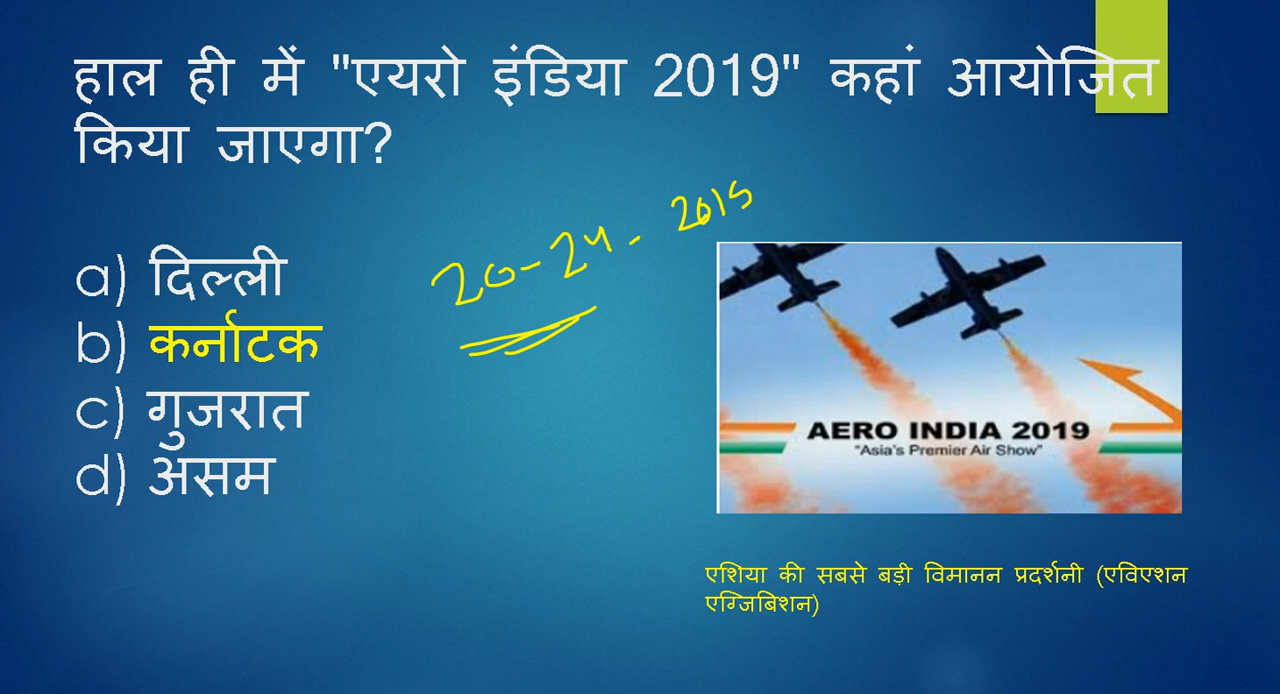 हाल ही में "एयरो इंडिया 2019" कहां आयोजित
किया जाएगा?
20-24. 2019
a) दिल्ली
b) कर्नाटक
c) गुजरात
d) असम
AERO INDIA 2019
"Asia's Premier Air Show"
एशिया की सबसे बड़ी विमानन प्रदर्शनी (एविएशन
एग्जिबिशन)